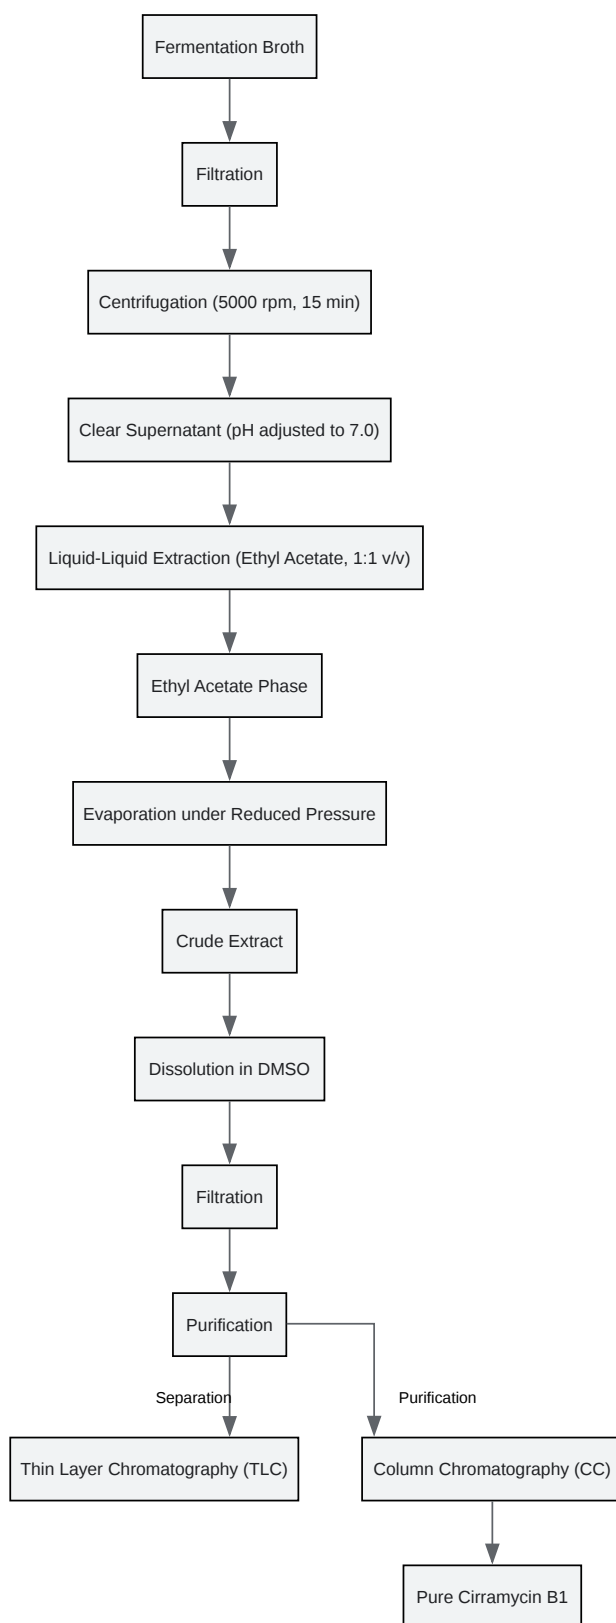 Fermentation Broth
Filtration
Centrifugation (5000 rpm, 15 min)
Clear Supernatant (pH adjusted to 7.0)
Liquid-Liquid Extraction (Ethyl Acetate, 1:1 v/v)
Ethyl Acetate Phase
Evaporation under Reduced Pressure
Crude Extract
Dissolution in DMSO
Filtration
Purification
Separation
Purification
Thin Layer Chromatography (TLC)
Column Chromatography (CC)
Pure Cirramycin B1